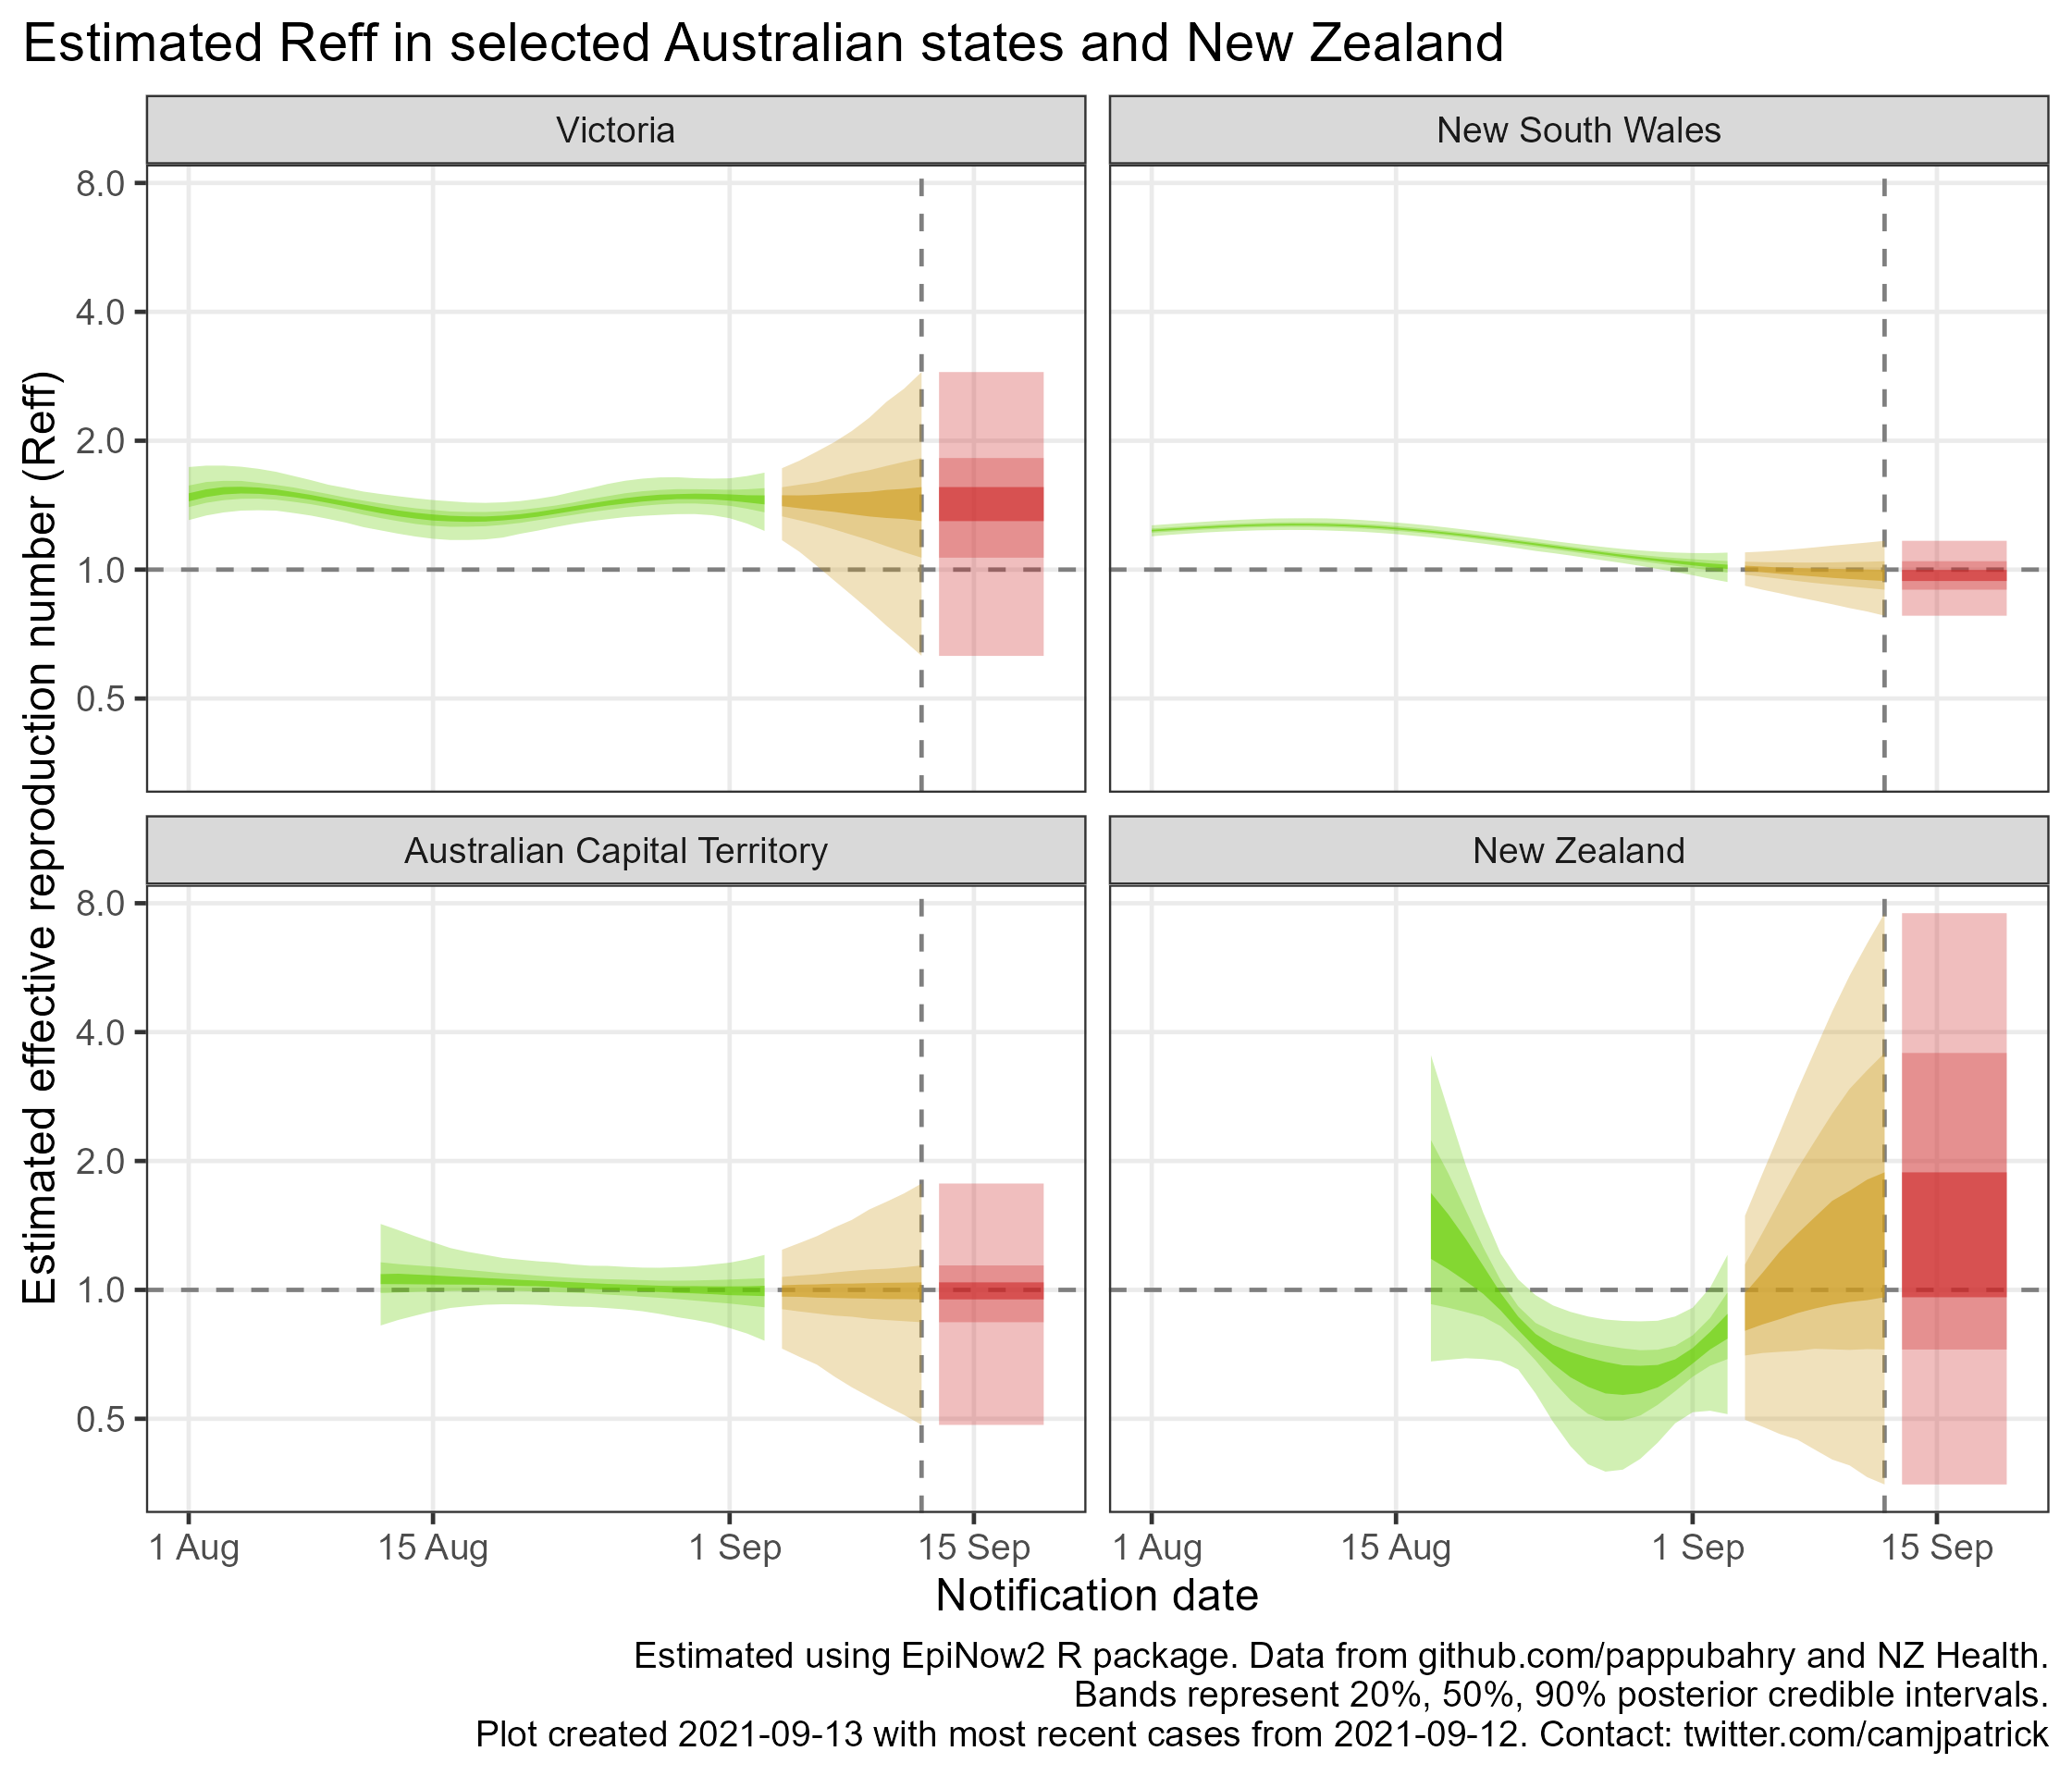 Estimated Reff in selected Australian states and New Zealand
Estimated effective reproduction number (Reff)
Victoria
New South Wales
8.0
4.0
2.0
1.0
0.5
Australian Capital Territory
New Zealand
8.0
4.0
2.0
1.0
0.5
1 Aug 15 Aug 1 Sep 15 Sep 1 Aug 15 Aug 1 Sep 15 Sep
Notification date
Estimated using EpiNow2 R package. Data from github.com/pappubahry and NZ Health.
Bands represent 20%, 50%, 90% posterior credible intervals.
Plot created 2021-09-13 with most recent cases from 2021-09-12. Contact: twitter.com/camjpatrick